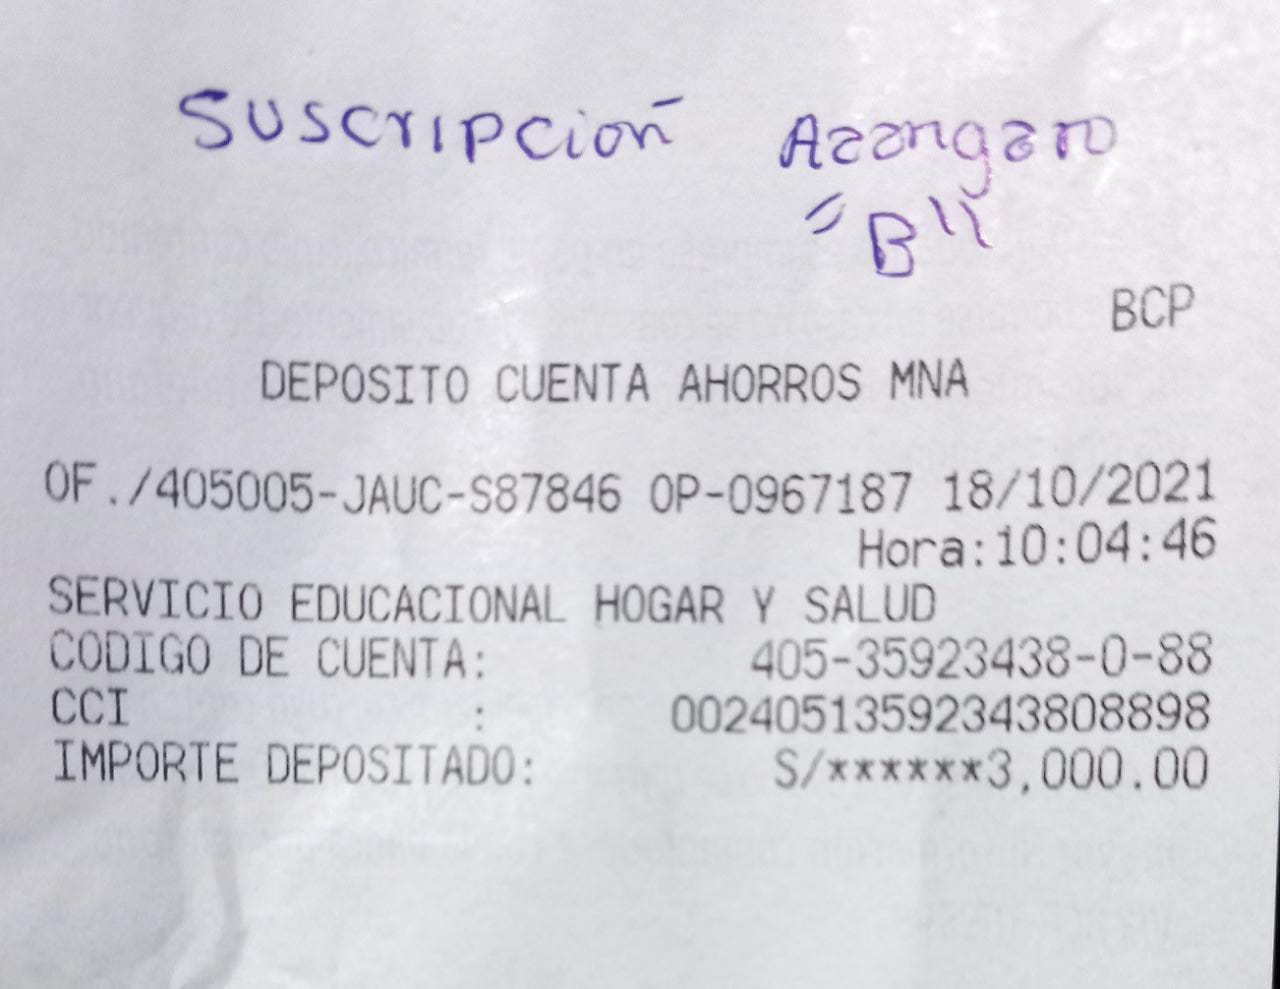 Suscripción Azangaro
"B"
BCP
DEPOSITO CUENTA AHORROS MNA
OF./405005-JAUC-S87846 OP-0967187 18/10/2021
Hora:10:04:46
SERVICIO EDUCACIONAL HOGAR Y SALUD
CODIGO DE CUENTA: 405-35923438-0-88
CCI : 00240513592343808898
IMPORTE DEPOSITADO: S/******3,000.00